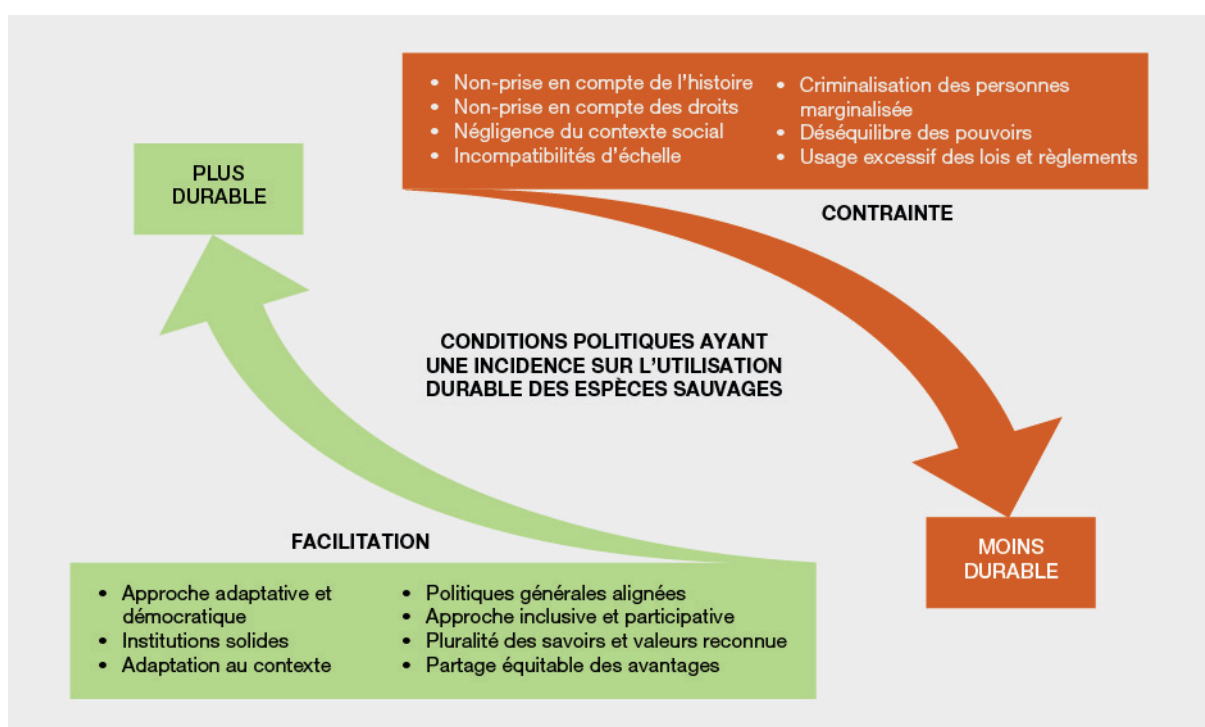 • Non-prise en compte de l'histoire
• Non-prise en compte des droits
• Négligence du contexte social
• Incompatibilités d'échelle
• Criminalisation des personnes
marginalisée
• Déséquilibre des pouvoirs
• Usage excessif des lois et règlements
PLUS
DURABLE
CONTRAINTE
CONDITIONS POLITIQUES AYANT
UNE INCIDENCE SUR L'UTILISATION
DURABLE DES ESPÈCES SAUVAGES
FACILITATION
MOINS
DURABLE
• Approche adaptative et
démocratique
• Institutions solides
• Adaptation au contexte
• Politiques générales alignées
• Approche inclusive et participative
• Pluralité des savoirs et valeurs reconnue
• Partage équitable des avantages